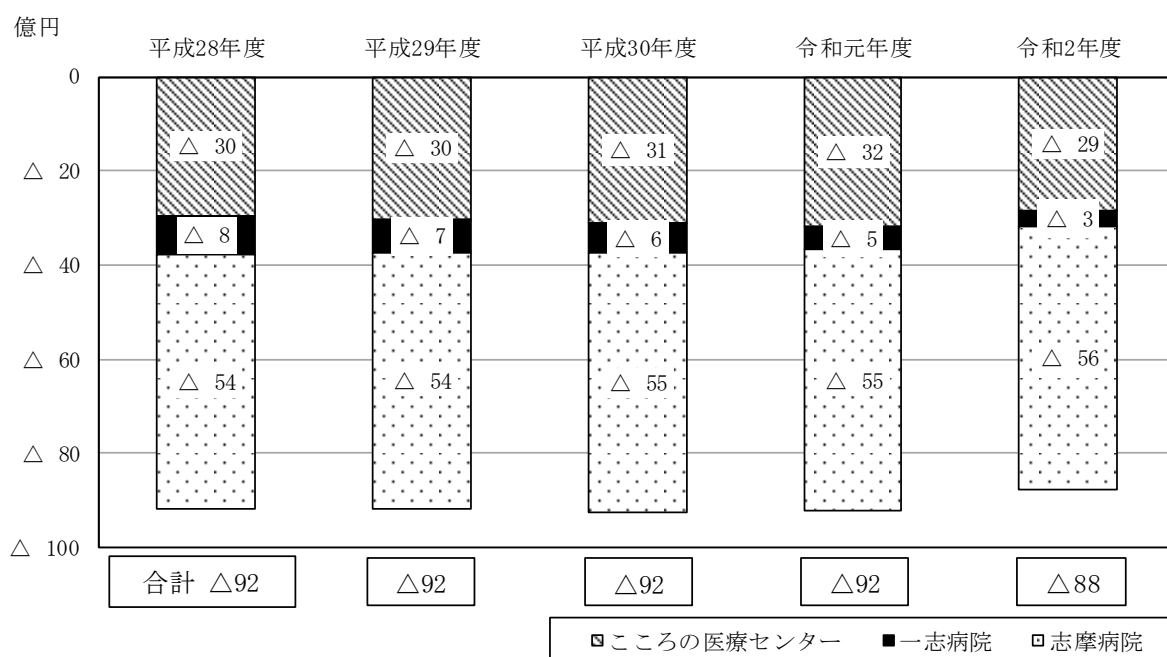 億円
平成28年度 平成29年度 平成30年度 令和元年度 令和2年度
0
△ 20
△ 40
△ 60
△ 80
△ 100
△ 30 △ 30 △ 31 △ 32 △ 29
△ 8 △ 7 △ 6 △ 5 △ 3
△ 54 △ 54 △ 55 △ 55 △ 56
合計 △92 △92 △92 △92 △88
こころの医療センター 一志病院 志摩病院